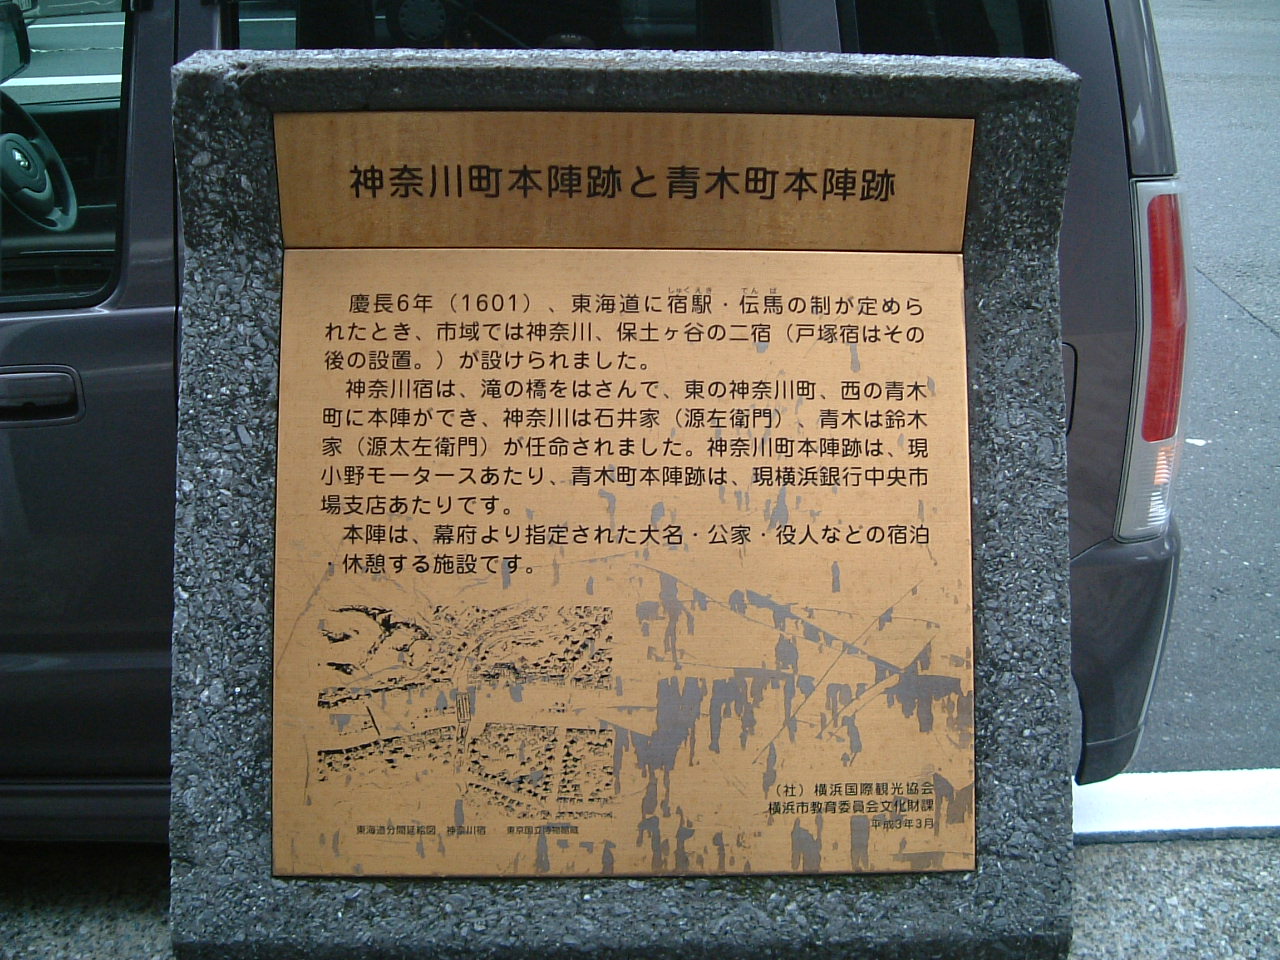 神奈川町本陣跡と青木町本陣跡
しゅくえき でんば
慶長6年（1601）、東海道に宿駅・伝馬の制が定めら
れたとき、市域では神奈川、保土ヶ谷の二宿（戸塚宿はその
後の設置。）が設けられました。
神奈川宿は、滝の橋をはさんで、東の神奈川町、西の青木
町に本陣ができ、神奈川は石井家（源左衛門）、青木は鈴木
家（源太左衛門）が任命されました。神奈川町本陣跡は、現
小野モータースあたり、青木町本陣跡は、現横浜銀行中央市
場支店あたりです。
本陣は、幕府より指定された大名・公家・役人などの宿泊
・休憩する施設です。
（社）横浜国際観光協会
横浜市教育委員会文化財課
平成3年3月
東海道分間延絵図 神奈川宿 東京国立博物館蔵